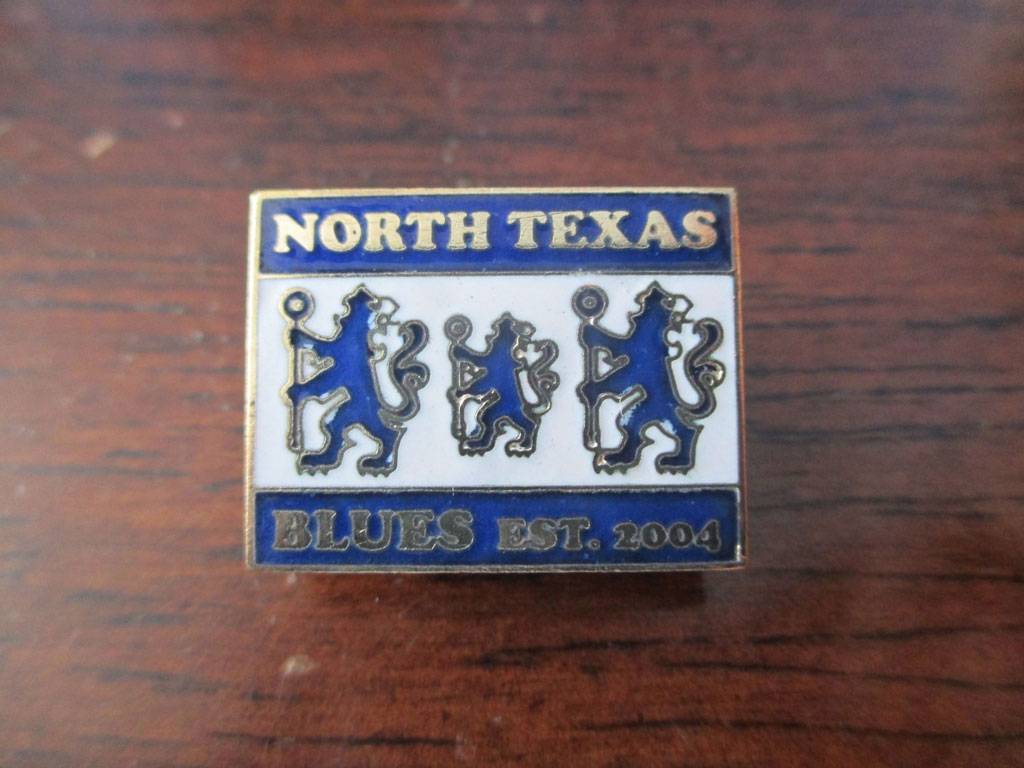 NORTH TEXAS
BLUES EST. 2004